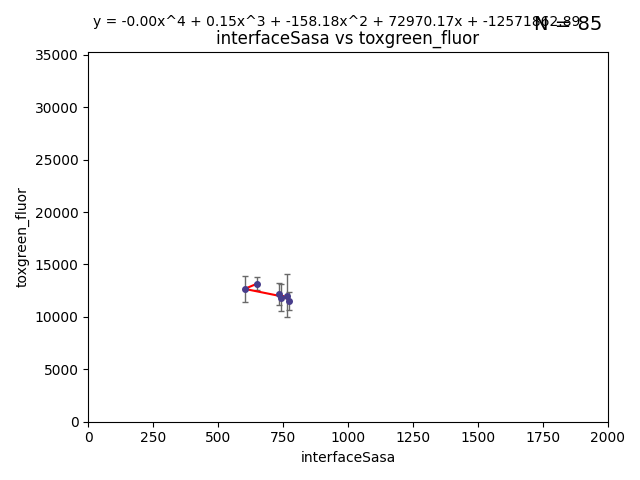 y = -0.00x^4 + 0.15x^3 + -158.18x^2 + 72970.17x + -12571862.89
N = 85
interfaceSasa vs toxgreen_fluor
35000
30000
25000
20000
15000
10000
5000
0
toxgreen_fluor
0 250 500 750 1000 1250 1500 1750 2000
interfaceSasa